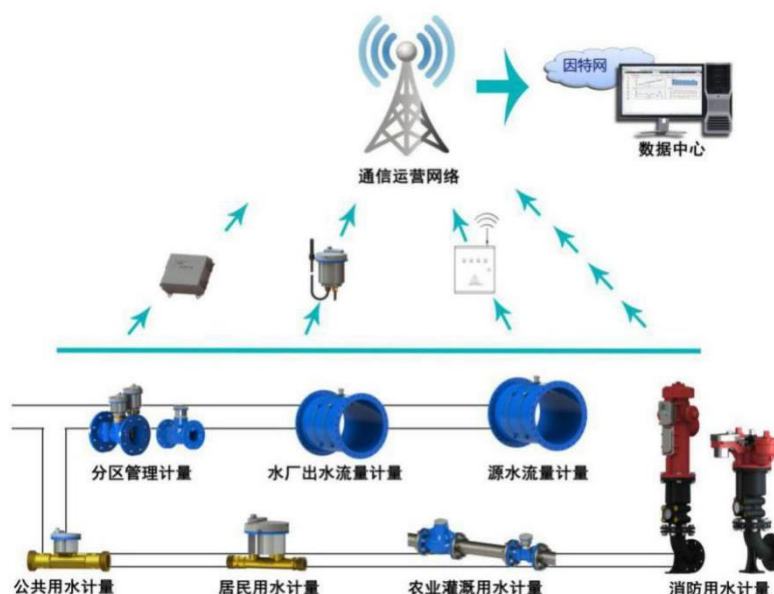 因特网
数据中心
通信运营网络
分区管理计量
水厂出水流量计量
源水流量计量
公共用水计量
居民用水计量
农业灌溉用水计量
消防用水计量